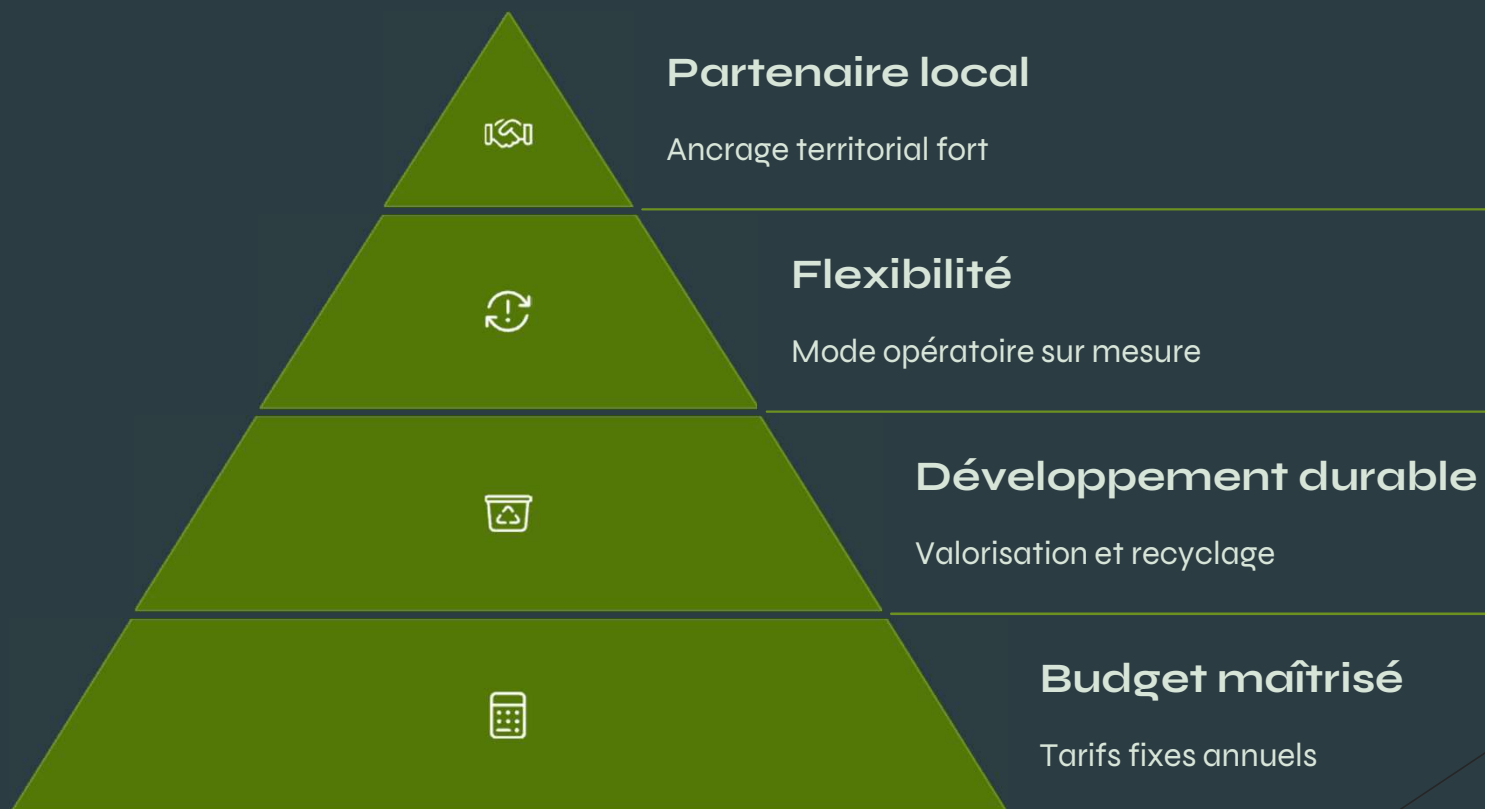 Partenaire local
Ancrage territorial fort
Flexibilité
Mode opératoire sur mesure
Développement durable
Valorisation et recyclage
Budget maîtrisé
Tarifs fixes annuels